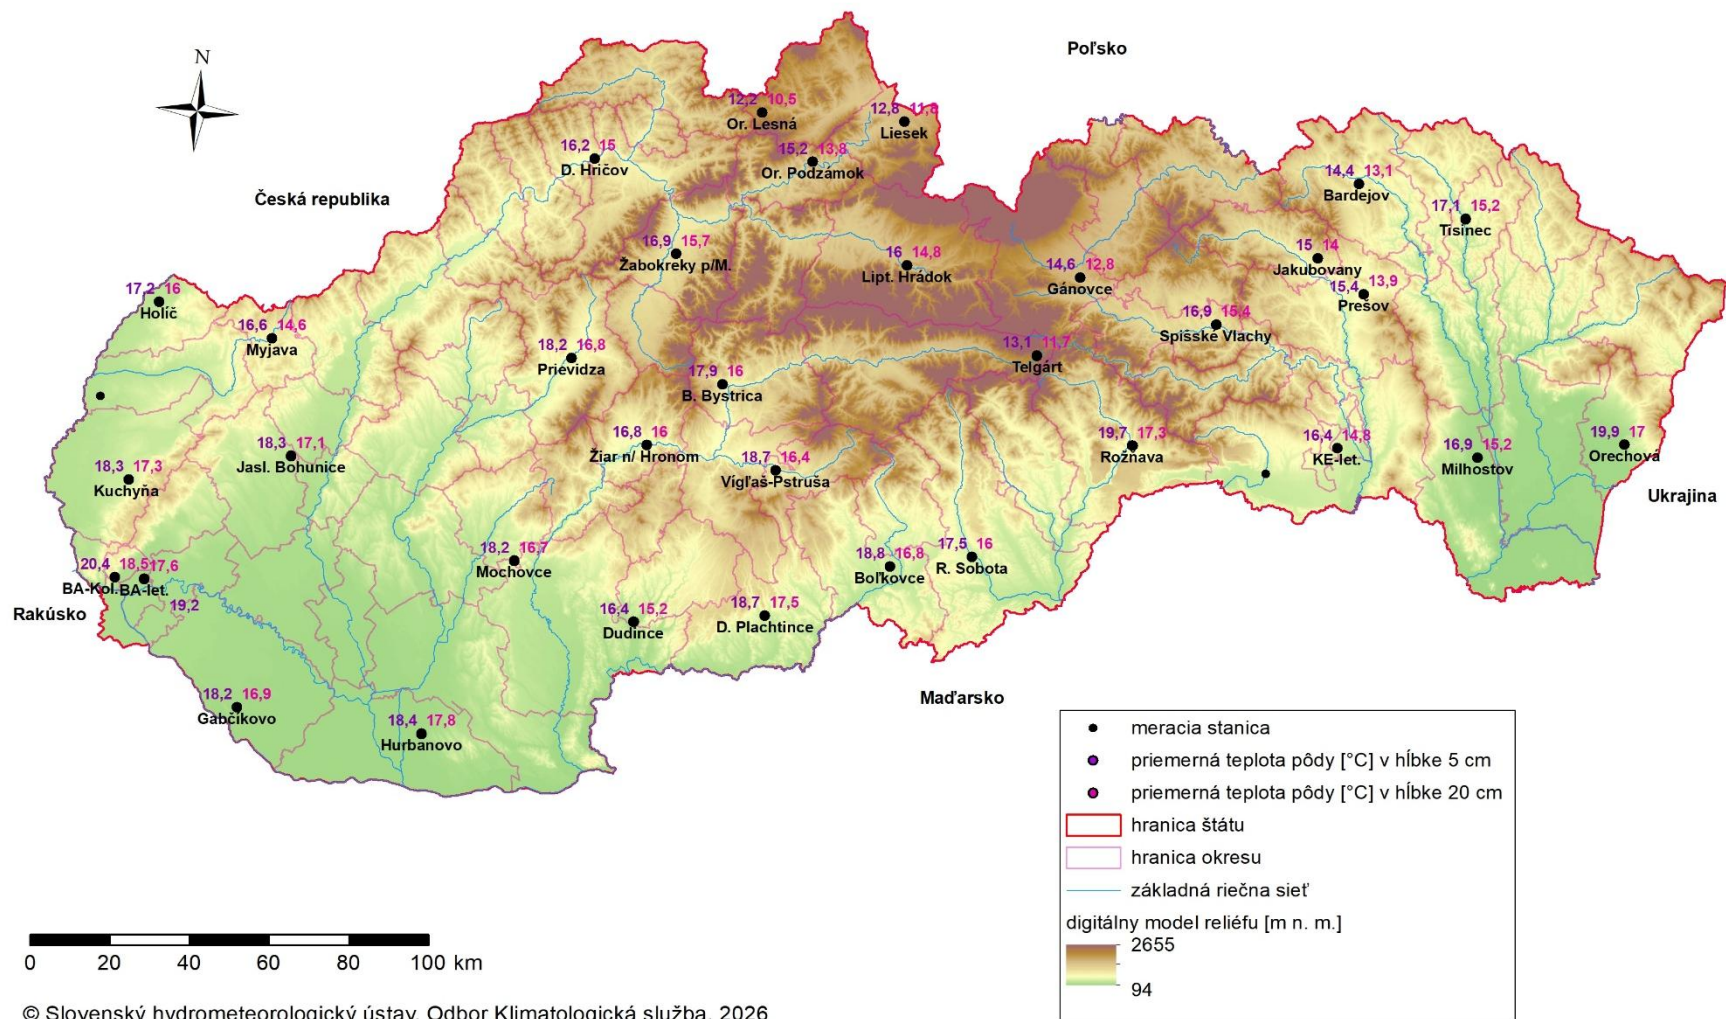 Poľsko
N
12,2 10,5
Or. Lesná
12,8 11,8
Liesek
16,2 15
D. Hričov
15,2 13,8
Or. Podzámok
14,4 13,1
Bardejov
Česká republika
17,1 15,2
Tisinec
16,9 15,7
Žabokreky p/M.
16 14,8
Lipt. Hrádok
14,6 12,8
Gánovce
15 14
Jakubovany
15,4 13,9
Prešov
17,2 16
Holíč
16,6 14,6
Myjava
16,9 15,4
Spišské Vlachy
18,2 16,8
Prievidza
13,1 11,7
Telgárt
17,9 16
B. Bystrica
18,3 17,1
Jasl. Bohunice
16,8 16
Žiar n/ Hronom
19,7 17,3
Rožnava
16,4 14,8
KE-let.
16,9 15,2
Milhostov
19,9 17
Orechová
18,3 17,3
Kuchyňa
18,7 16,4
Vígľaš-Pstruša
Ukrajina
18,2 16,7
Mochovce
18,8 16,8
Boľkovce
17,5 16
R. Sobota
20,4 18,5 17,6
BA-Kol. BA-let.
19,2
Rakúsko
16,4 15,2
Dudince
18,7 17,5
D. Plachtince
18,2 16,9
Gabčíkovo
18,4 17,8
Hurbanovo
Maďarsko
meracia stanica
priemerná teplota pôdy [°C] v hĺbke 5 cm
priemerná teplota pôdy [°C] v hĺbke 20 cm
hranica štátu
hranica okresu
základná riečna sieť
digitálny model reliéfu [m n. m.]
2655
94
0 20 40 60 80 100 km
© Slovenský hydrometeorologický ústav, Odbor Klimatologická služba, 2026